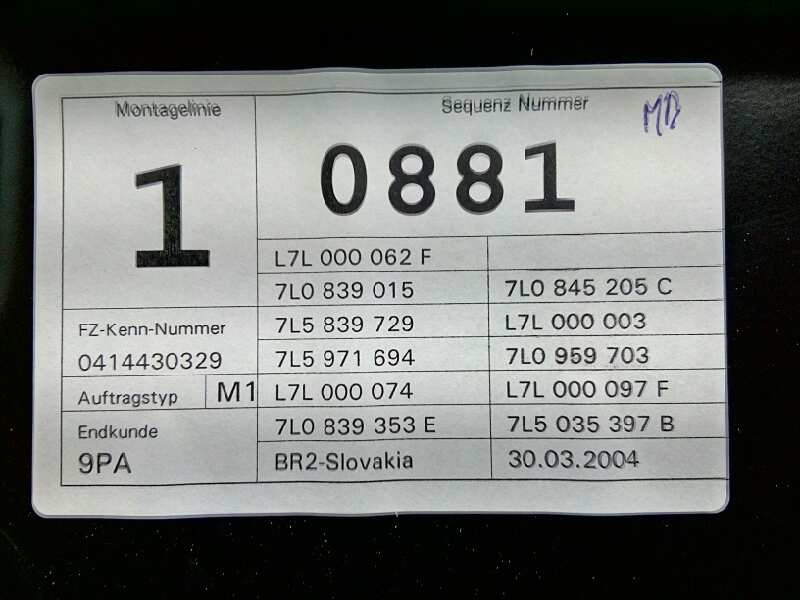 Montagelinie
1
Sequenz Nummer
MD
0881
L7L 000 062 F
7L0 839 015
7L0 845 205 C
FZ-Kenn-Nummer
0414430329
7L5 839 729
L7L 000 003
7L5 971 694
7L0 959 703
Auftragstyp M1
L7L 000 074
L7L 000 097 F
Endkunde
9PA
7L0 839 353 E
7L5 035 397 B
BR2-Slovakia
30.03.2004